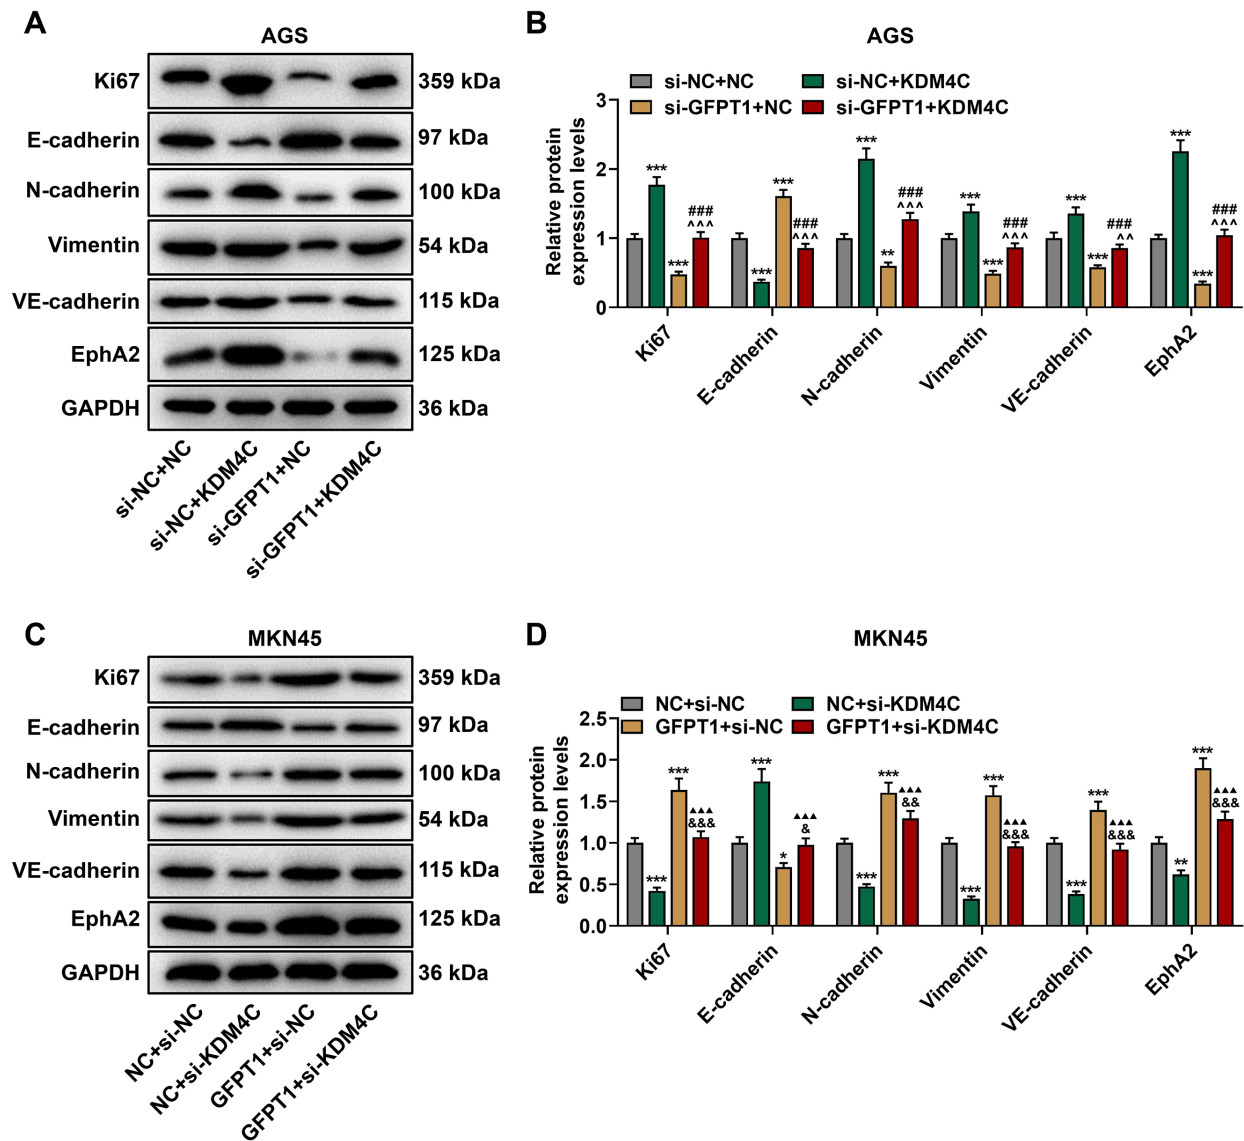 A
AGS
Ki67
359 kDa
E-cadherin
97 kDa
N-cadherin
100 kDa
Vimentin
54 kDa
VE-cadherin
115 kDa
EphA2
125 kDa
GAPDH
36 kDa
si-NC+NC
si-NC+KDM4C
si-GFPT1+NC
si-GFPT1+KDM4C
B
AGS
si-NC+NC
si-NC+KDM4C
si-GFPT1+NC
si-GFPT1+KDM4C
Relative protein
expression levels
3
2
1
0
***
***
###
^^^
***
***
###
^^^
***
**
###
^^^
***
***
###
^^^
***
***
###
^^
***
***
###
^^^
Ki67
E-cadherin
N-cadherin
Vimentin
VE-cadherin
EphA2
C
MKN45
Ki67
359 kDa
E-cadherin
97 kDa
N-cadherin
100 kDa
Vimentin
54 kDa
VE-cadherin
115 kDa
EphA2
125 kDa
GAPDH
36 kDa
NC+si-NC
NC+si-KDM4C
GFPT1+si-NC
GFPT1+si-KDM4C
D
MKN45
NC+si-NC
NC+si-KDM4C
GFPT1+si-NC
GFPT1+si-KDM4C
Relative protein
expression levels
2.5
2.0
1.5
1.0
0.5
0.0
***
***
▲▲▲
&&&
***
*
▲▲▲
&
***
***
▲▲▲
&&
***
***
▲▲▲
&&&
***
***
▲▲▲
&&&
**
***
▲▲▲
&&&
Ki67
E-cadherin
N-cadherin
Vimentin
VE-cadherin
EphA2